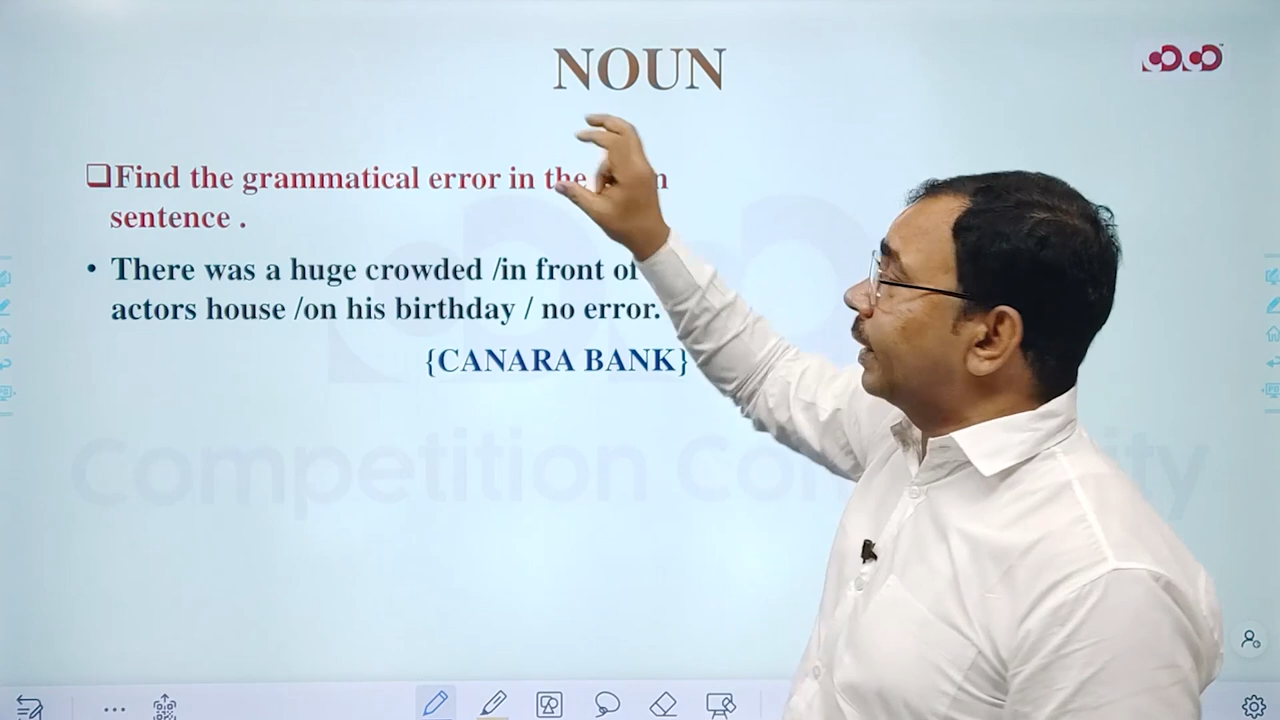 NOUN
Find the grammatical error in the
sentence .
• There was a huge crowded /in front of
actors house /on his birthday / no error.
{CANARA BANK}
Competition